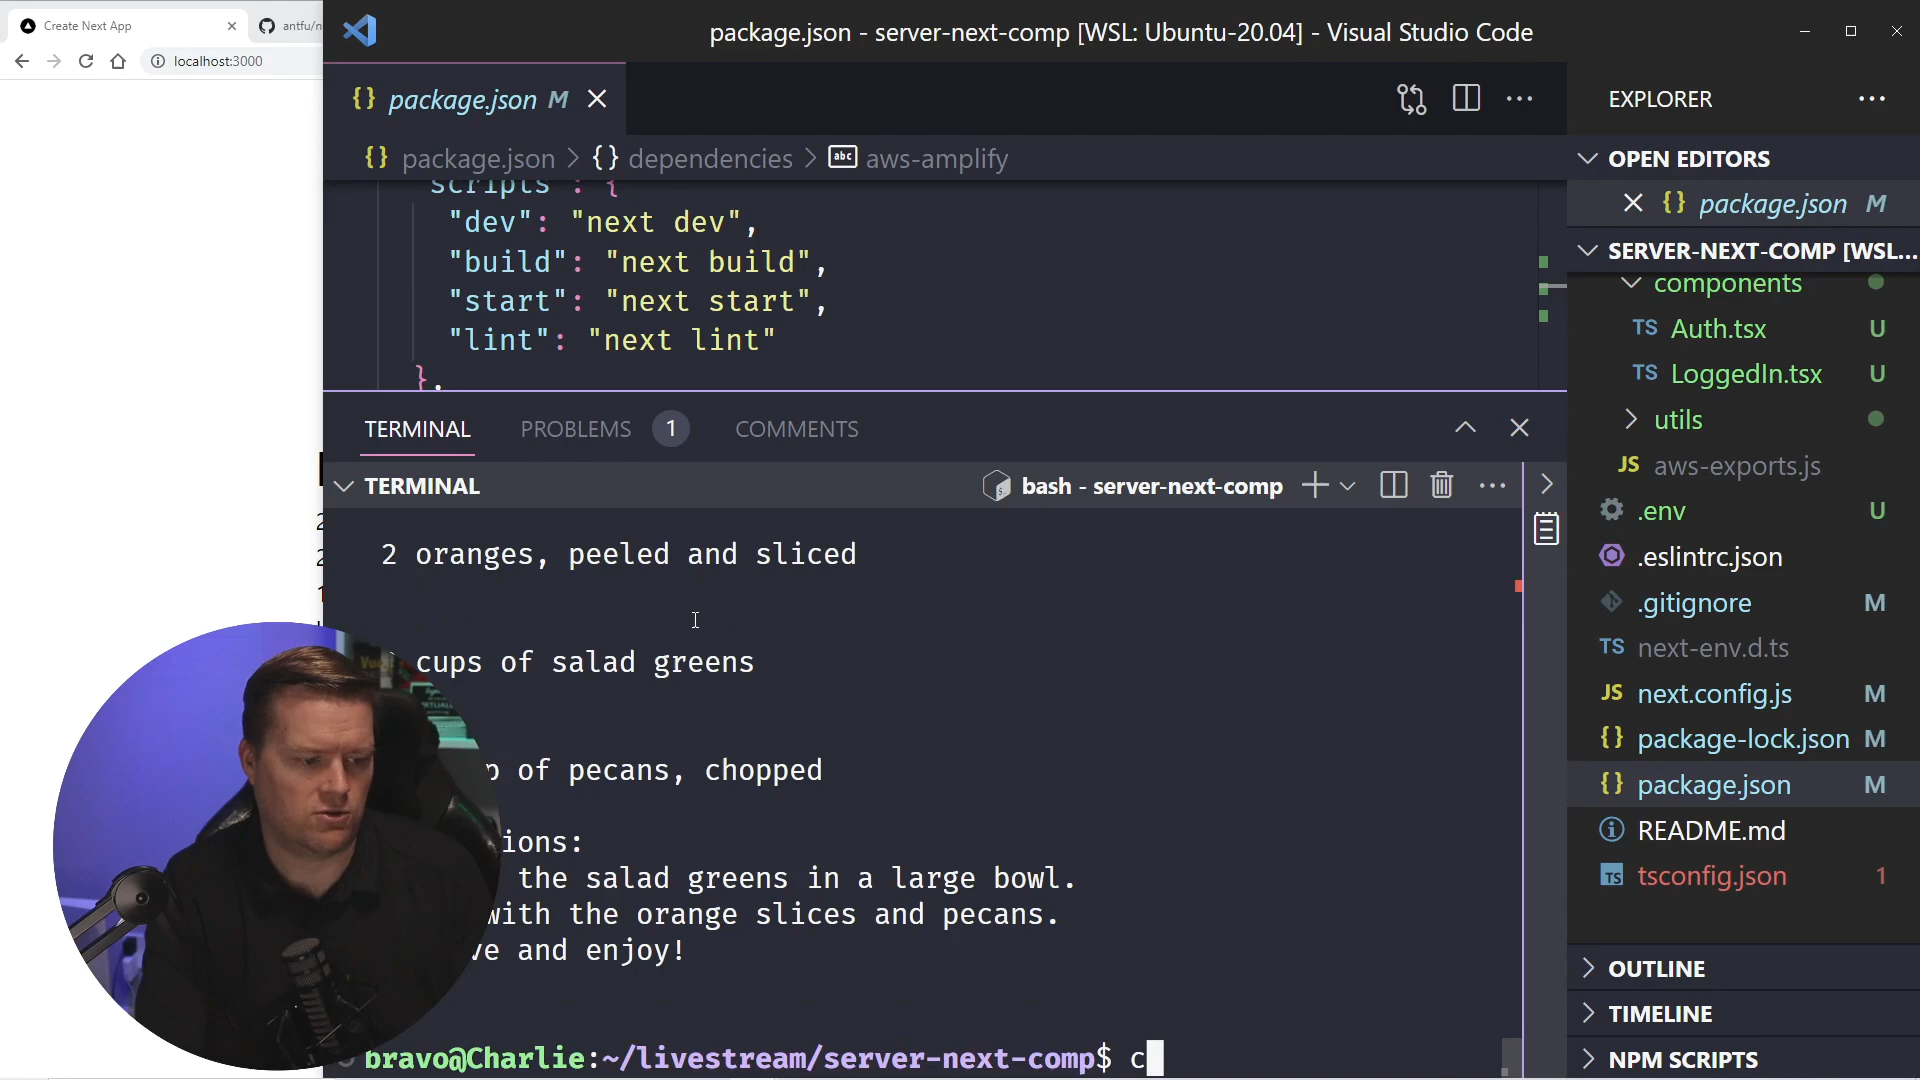 Create Next App
antfu/n
localhost:3000
package.json - server-next-comp [WSL: Ubuntu-20.04] - Visual Studio Code
package.json M
package.json > {} dependencies > abc aws-amplify
scripts": {
"dev": "next dev",
"build": "next build",
"start": "next start",
"lint": "next lint"
},
TERMINAL
PROBLEMS 1
COMMENTS
TERMINAL
bash - server-next-comp
2 oranges, peeled and sliced
cups of salad greens
p of pecans, chopped
ions:
the salad greens in a large bowl.
with the orange slices and pecans.
ve and enjoy!
bravo@Charlie:~/livestream/server-next-comp$ c
EXPLORER
OPEN EDITORS
{} package.json M
SERVER-NEXT-COMP [WSL...
components
TS Auth.tsx U
TS LoggedIn.tsx U
utils
JS aws-exports.js
.env U
.eslintrc.json
.gitignore M
TS next-env.d.ts
JS next.config.js M
{} package-lock.json M
{} package.json M
README.md
TS tsconfig.json 1
OUTLINE
TIMELINE
NPM SCRIPTS